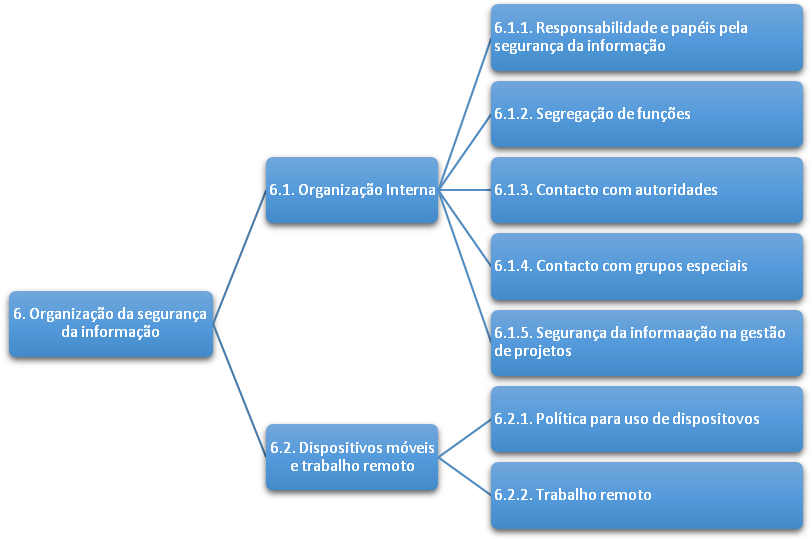 6. Organização da segurança
da informação
6.1. Organização Interna
6.1.1. Responsabilidade e papéis pela
segurança da informação
6.1.2. Segregação de funções
6.1.3. Contacto com autoridades
6.1.4. Contacto com grupos especiais
6.1.5. Segurança da informaação na gestão
de projetos
6.2. Dispositivos móveis
e trabalho remoto
6.2.1. Política para uso de dispositovos
6.2.2. Trabalho remoto